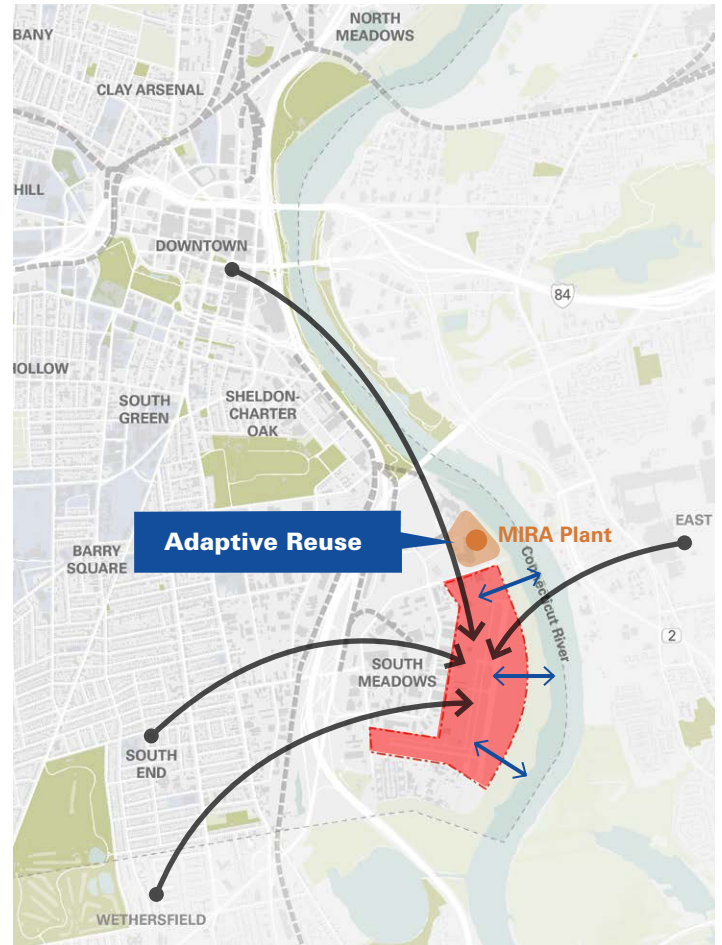 NORTH
MEADOWS
BANY
CLAY ARSENAL
HILL
DOWNTOWN
84
HOLLOW
SOUTH
GREEN
SHELDON-
CHARTER
OAK
Adaptive Reuse
MIRA Plant
EAST
BARRY
SQUARE
Connecticut River
2
SOUTH
MEADOWS
SOUTH
END
WETHERSFIELD